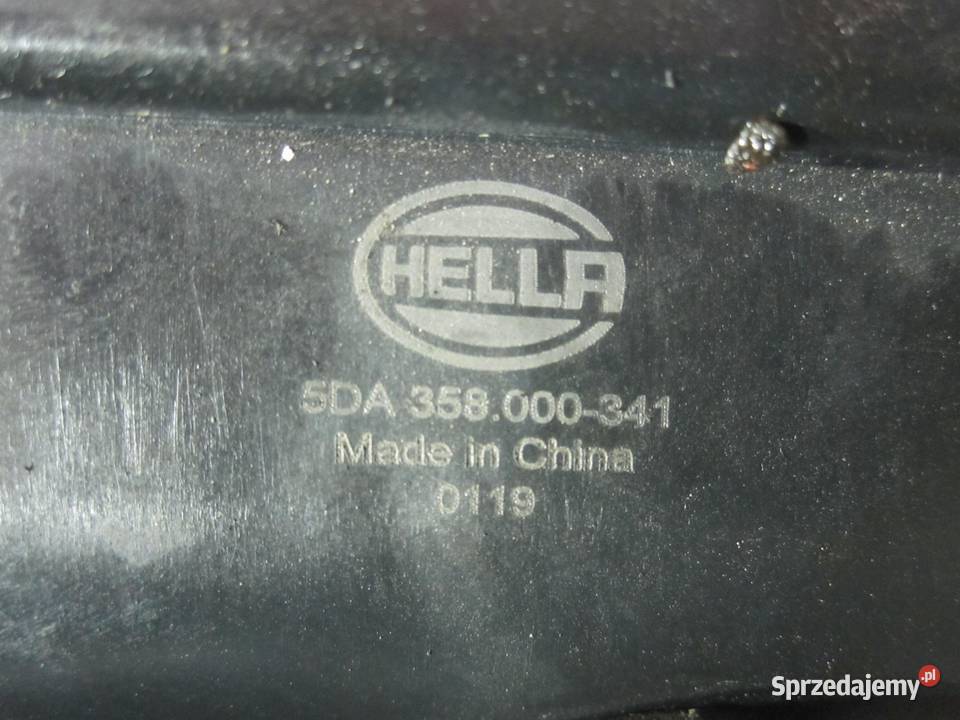 HELLA
5DA 358.000-341
Made in China
0119
Sprzedajemy.pl